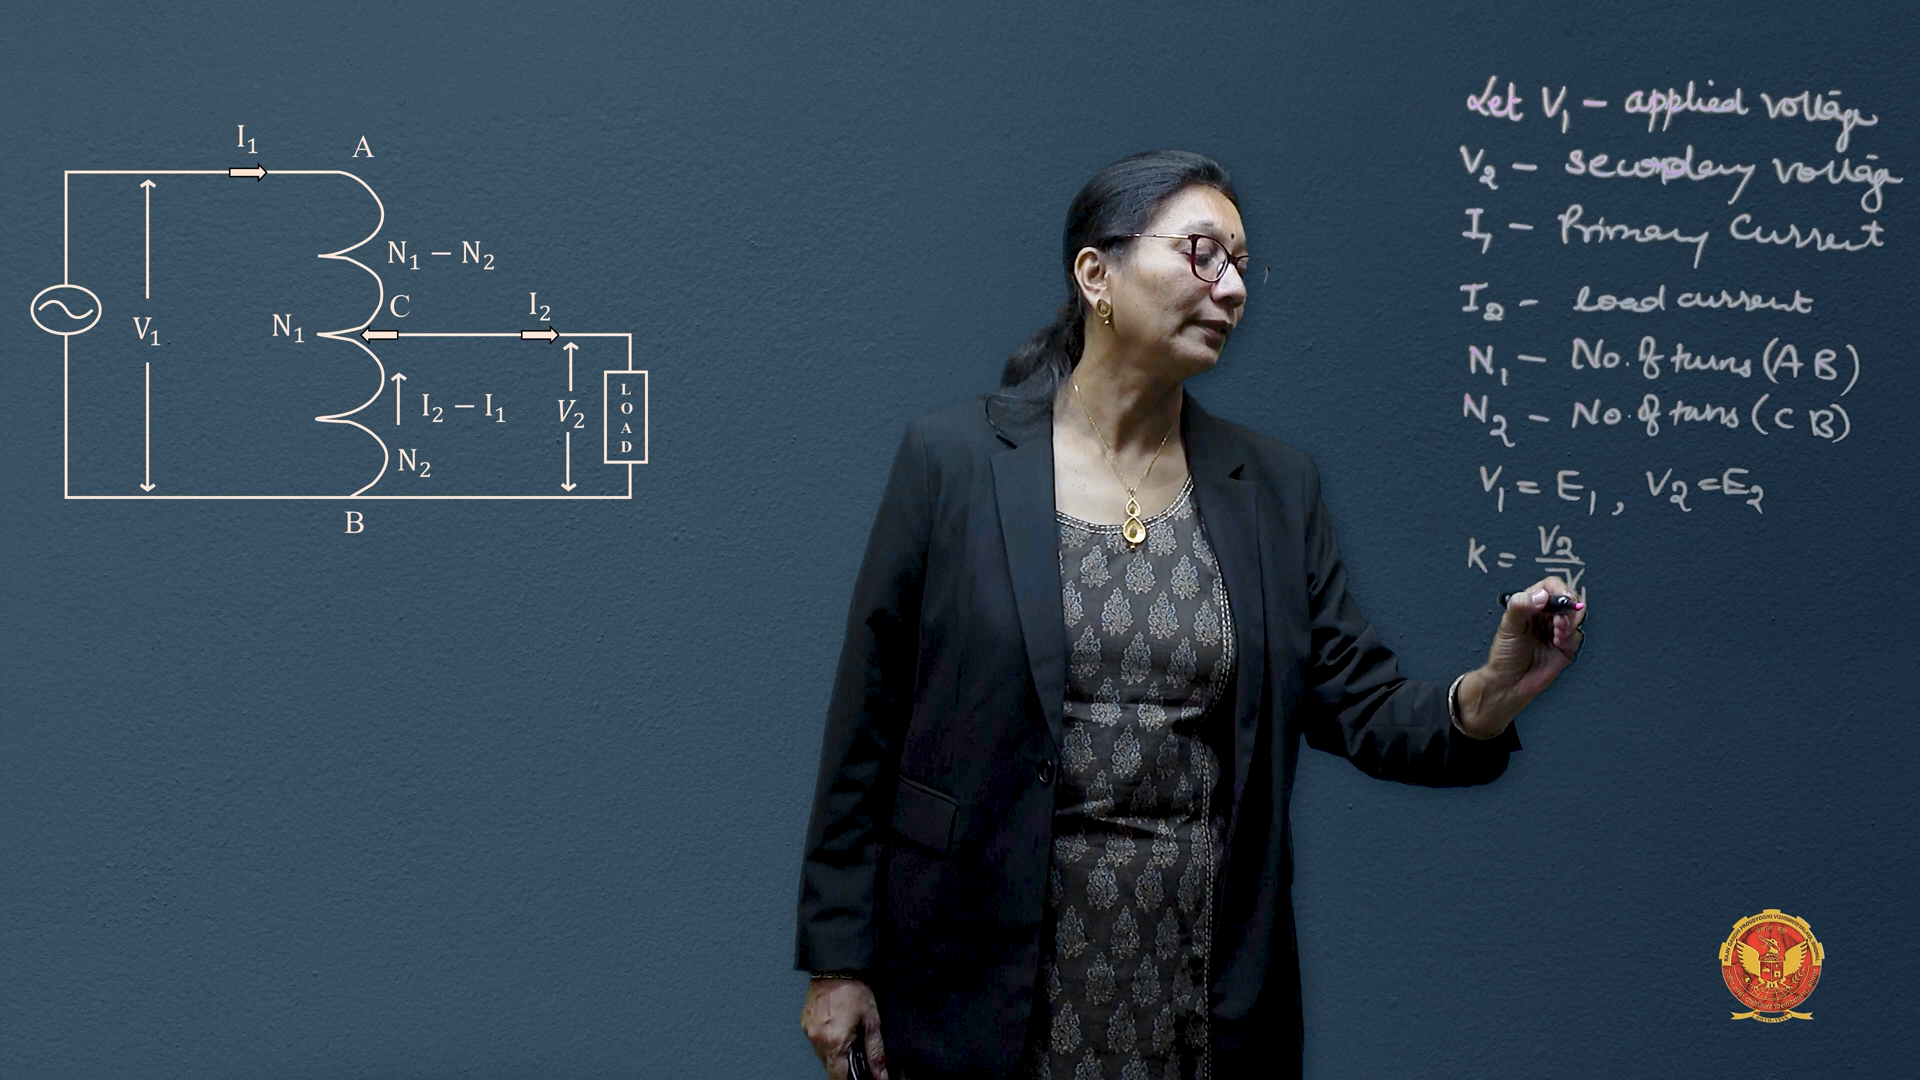 I₁
A
N₁ − N₂
C
I₂
N₁
V₁
LOAD
I₂ − I₁
V₂
N₂
B
Let V₁ – applied voltage
V₂ – secondary voltage
I₁ – Primary Current
I₂ – load current
N₁ – No. of turns (A B)
N₂ – No. of turns (C B)
V₁ = E₁, V₂ = E₂
K = V₂ / V